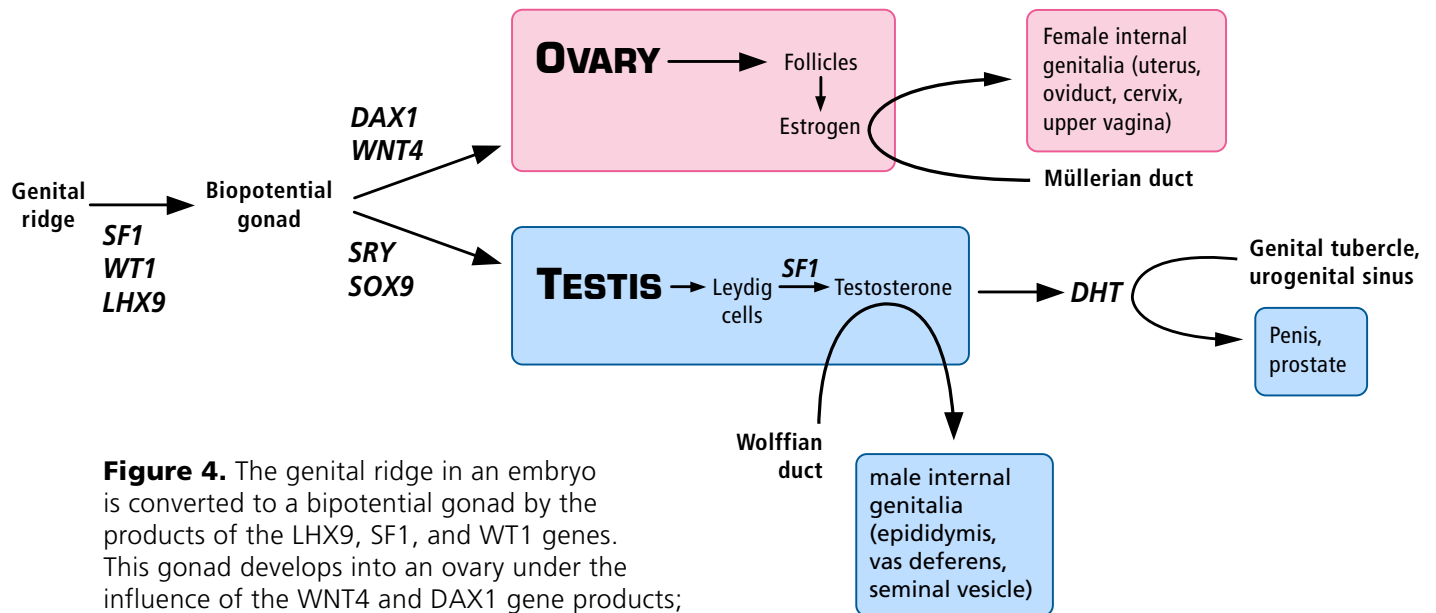 Genital
ridge
SF1
WT1
LHX9
Biopotential
gonad
DAX1
WNT4
SRY
SOX9
OVARY
Follicles
Estrogen
Female internal
genitalia (uterus,
oviduct, cervix,
upper vagina)
Müllerian duct
TESTIS
Leydig
cells
SF1
Testosterone
DHT
Genital tubercle,
urogenital sinus
Penis,
prostate
Wolffian
duct
male internal
genitalia
(epididymis,
vas deferens,
seminal vesicle)
Figure 4. The genital ridge in an embryo
is converted to a bipotential gonad by the
products of the LHX9, SF1, and WT1 genes.
This gonad develops into an ovary under the
influence of the WNT4 and DAX1 gene products;